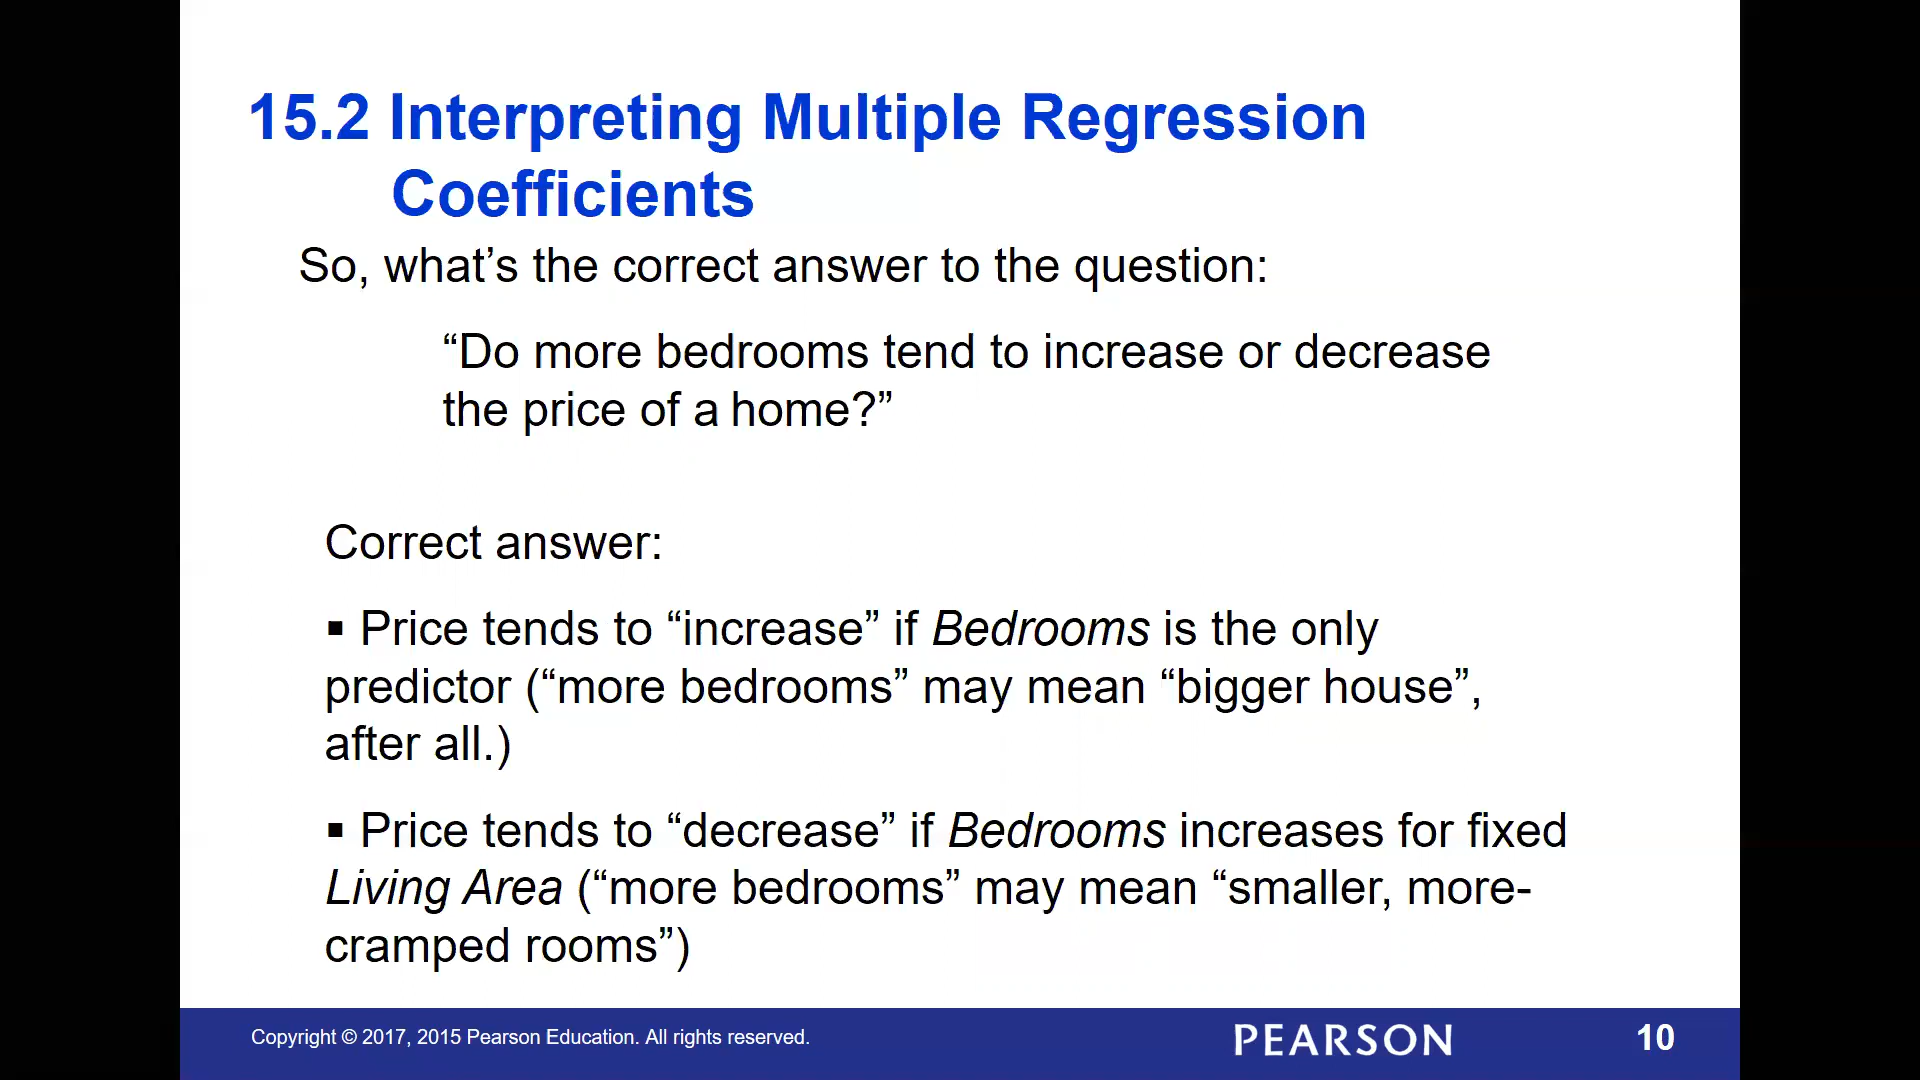 15.2 Interpreting Multiple Regression
Coefficients
So, what’s the correct answer to the question:
“Do more bedrooms tend to increase or decrease
the price of a home?”
Correct answer:
▪ Price tends to “increase” if Bedrooms is the only
predictor (“more bedrooms” may mean “bigger house”,
after all.)
▪ Price tends to “decrease” if Bedrooms increases for fixed
Living Area (“more bedrooms” may mean “smaller, more-
cramped rooms”)
Copyright © 2017, 2015 Pearson Education. All rights reserved.
PEARSON
10